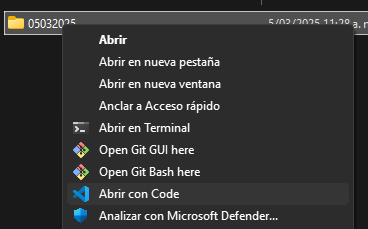 05032025 5/03/2025 11:28 a. m.
Abrir
Abrir en nueva pestaña
Abrir en nueva ventana
Anclar a Acceso rápido
Abrir en Terminal
Open Git GUI here
Open Git Bash here
Abrir con Code
Analizar con Microsoft Defender...